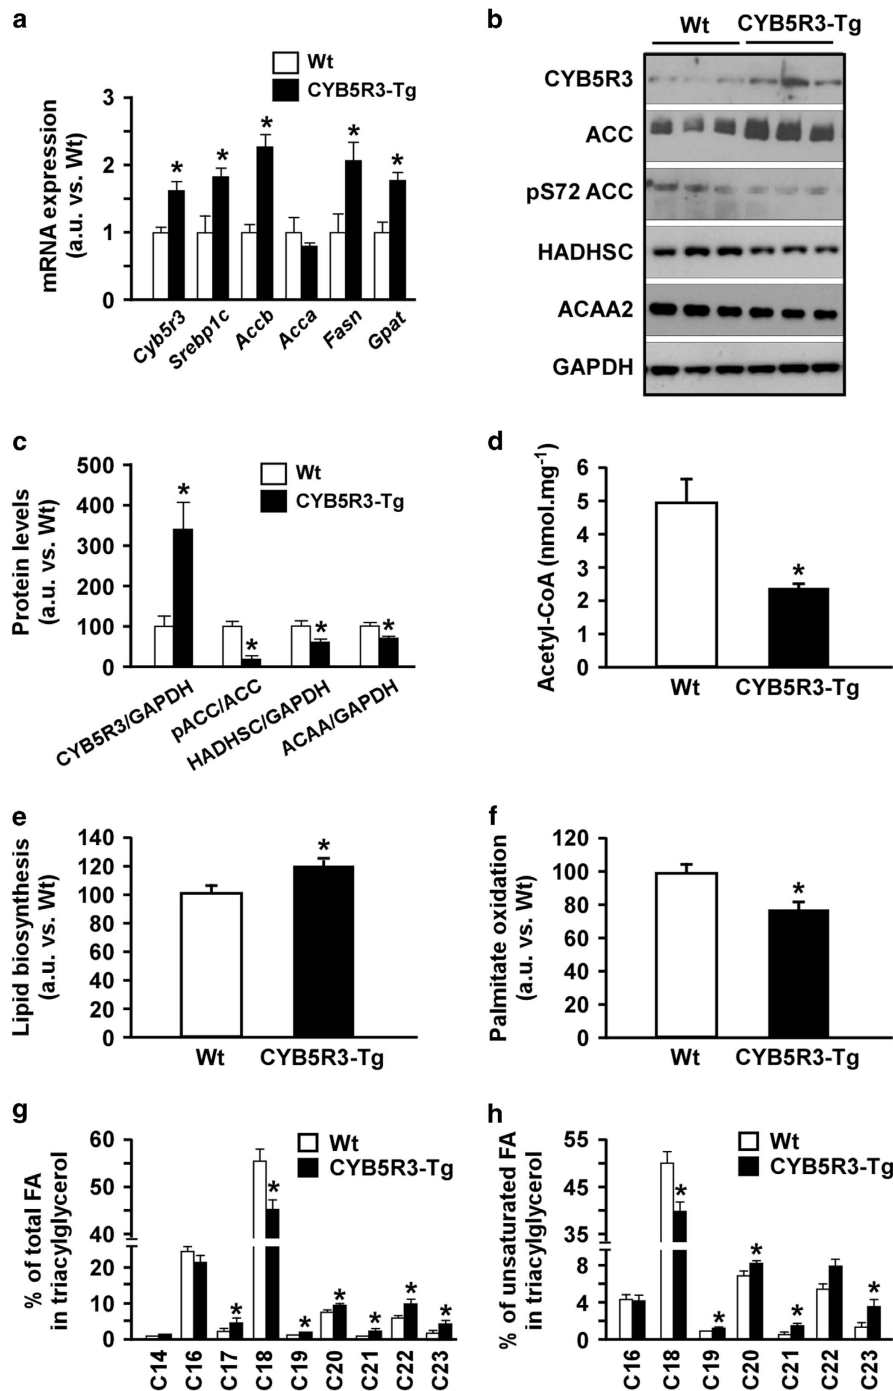 a
Wt
CYB5R3-Tg
mRNA expression
(a.u. vs. Wt)
3
2
1
0
* * * * *
Cyb5r3 Srebp1c Accb Acca Fasn Gpat
b
Wt CYB5R3-Tg
CYB5R3
ACC
pS72 ACC
HADHSC
ACAA2
GAPDH
c
Wt
CYB5R3-Tg
Protein levels
(a.u. vs. Wt)
500
400
300
200
100
0
* * * *
CYB5R3/GAPDH pACC/ACC HADHSC/GAPDH ACAA/GAPDH
d
Acetyl-CoA (nmol.mg-1)
6
5
4
3
2
1
0
*
Wt CYB5R3-Tg
e
Lipid biosynthesis
(a.u. vs. Wt)
140
120
100
80
60
40
20
0
*
Wt CYB5R3-Tg
f
Palmitate oxidation
(a.u. vs. Wt)
120
100
80
60
40
20
0
*
Wt CYB5R3-Tg
g
Wt
CYB5R3-Tg
% of total FA
in triacylglycerol
60
50
40
20
10
0
* * * * * * *
C14 C16 C17 C18 C19 C20 C21 C22 C23
h
Wt
CYB5R3-Tg
% of unsaturated FA
in triacylglycerol
55
45
35
8
4
0
* * * * *
C16 C18 C19 C20 C21 C22 C23